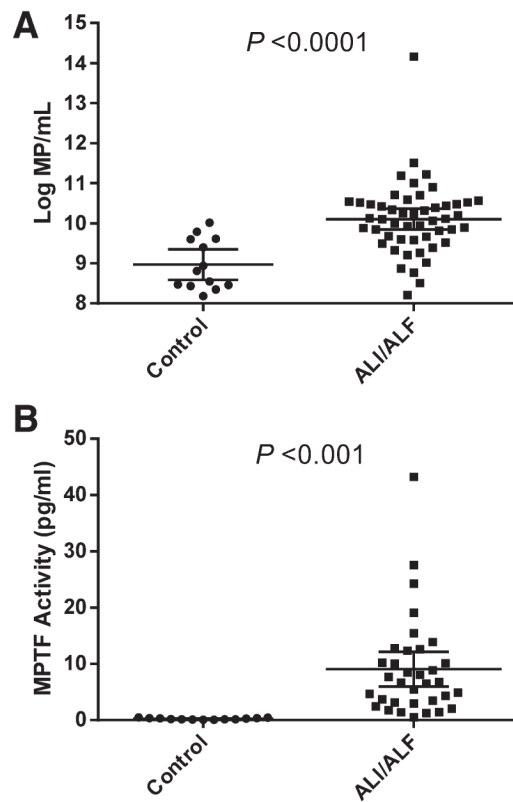 A
P <0.0001
Log MP/mL
15
14
13
12
11
10
9
8
Control
ALI/ALF
B
P <0.001
MPTF Activity (pg/ml)
50
40
30
20
10
0
Control
ALI/ALF